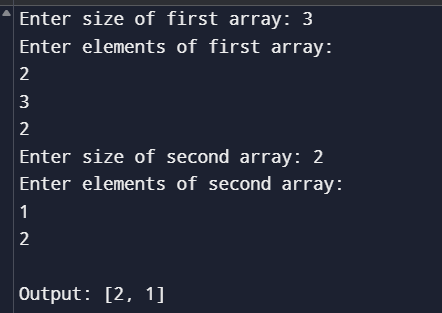 Enter size of first array: 3
Enter elements of first array:
2
3
2
Enter size of second array: 2
Enter elements of second array:
1
2
Output: [2, 1]